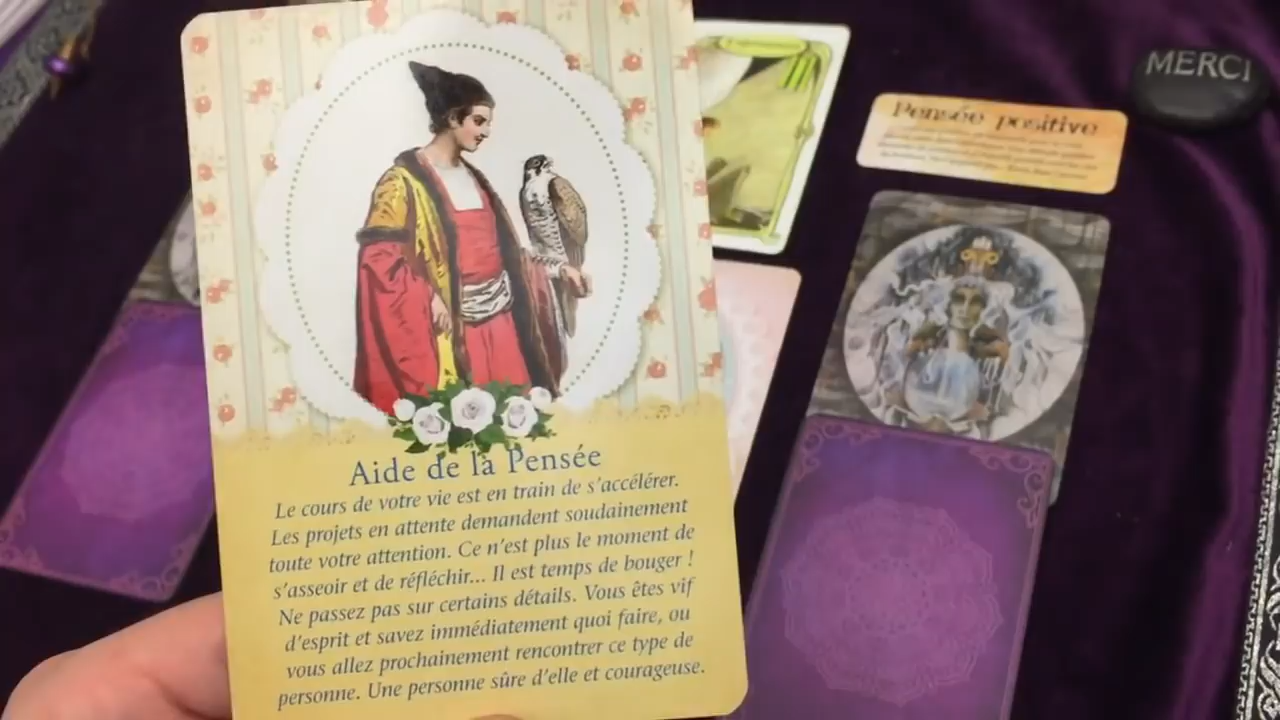 Aide de la Pensée
Le cours de votre vie est en train de s'accélérer.
Les projets en attente demandent soudainement
toute votre attention. Ce n'est plus le moment de
s'asseoir et de réfléchir... Il est temps de bouger !
Ne passez pas sur certains détails. Vous êtes vif
d'esprit et savez immédiatement quoi faire, ou
vous allez prochainement rencontrer ce type de
personne. Une personne sûre d'elle et courageuse.
Pensée positive
MERCI